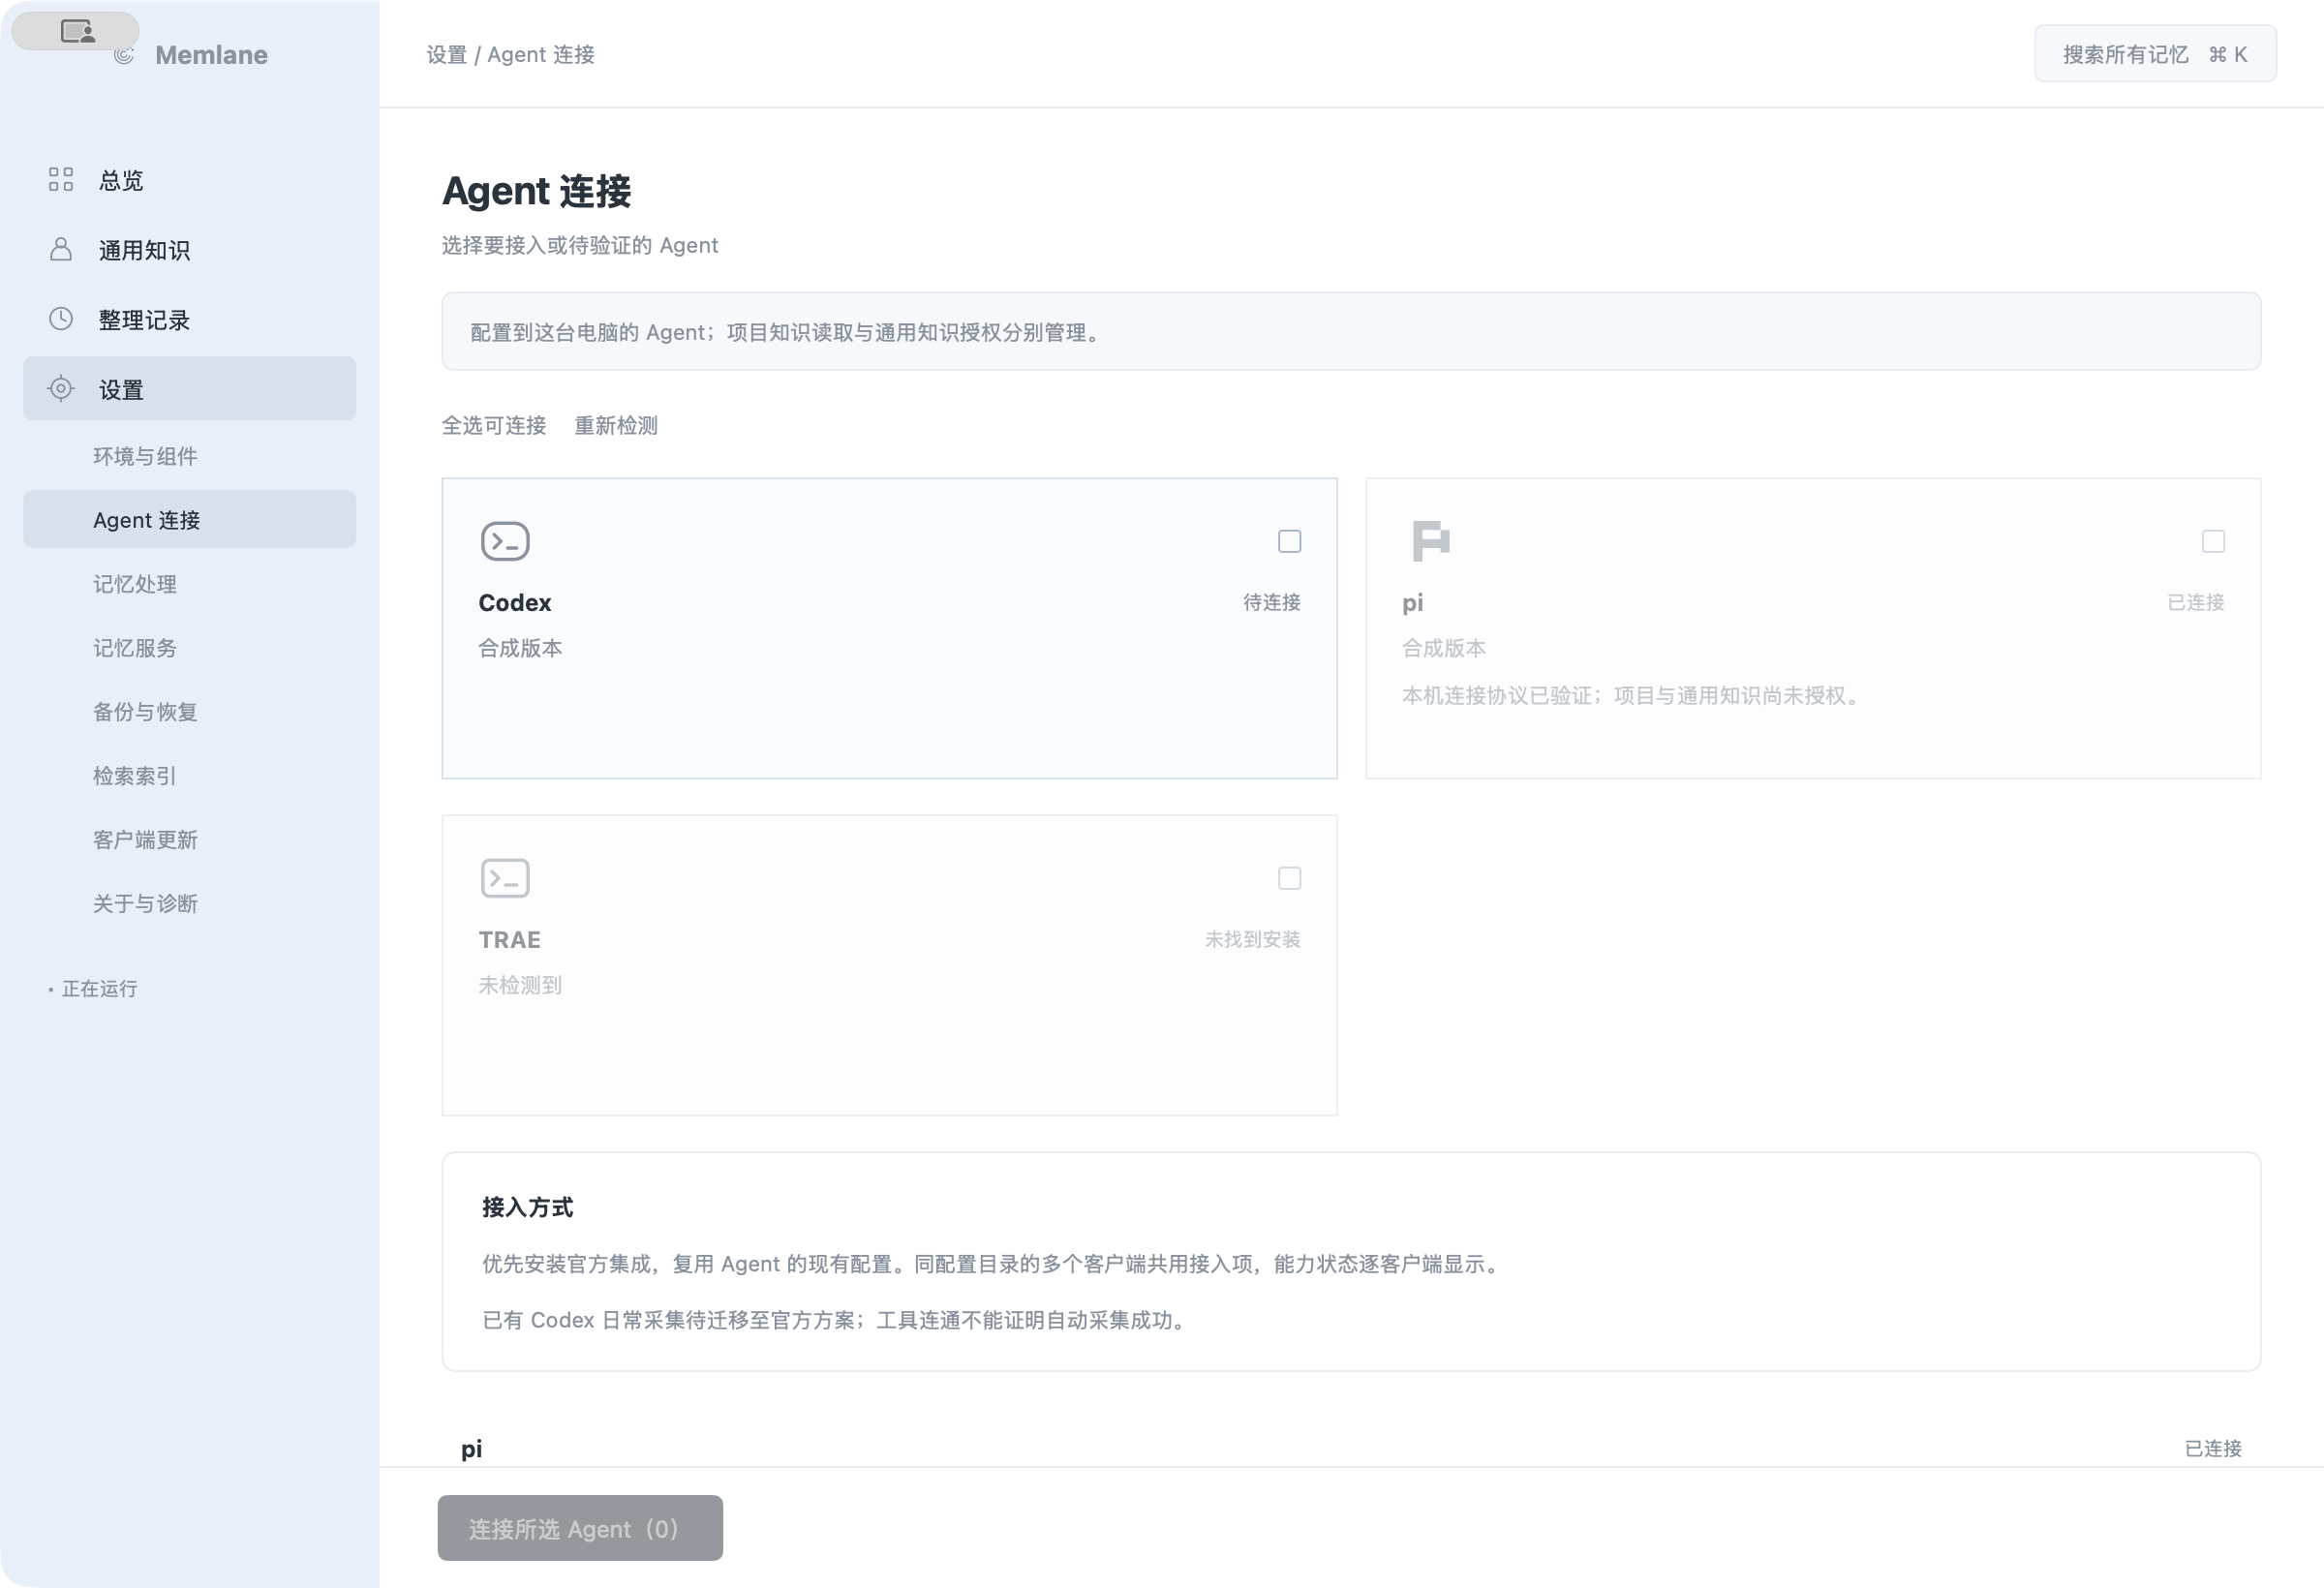 Memlane
设置 / Agent 连接
搜索所有记忆 ⌘ K
总览
通用知识
整理记录
设置
环境与组件
Agent 连接
记忆处理
记忆服务
备份与恢复
检索索引
客户端更新
关于与诊断
• 正在运行
Agent 连接
选择要接入或待验证的 Agent
配置到这台电脑的 Agent；项目知识读取与通用知识授权分别管理。
全选可连接 重新检测
Codex
待连接
合成版本
pi
已连接
合成版本
本机连接协议已验证；项目与通用知识尚未授权。
TRAE
未找到安装
未检测到
接入方式
优先安装官方集成，复用 Agent 的现有配置。同配置目录的多个客户端共用接入项，能力状态逐客户端显示。
已有 Codex 日常采集待迁移至官方方案；工具连通不能证明自动采集成功。
pi
已连接
连接所选 Agent（0）